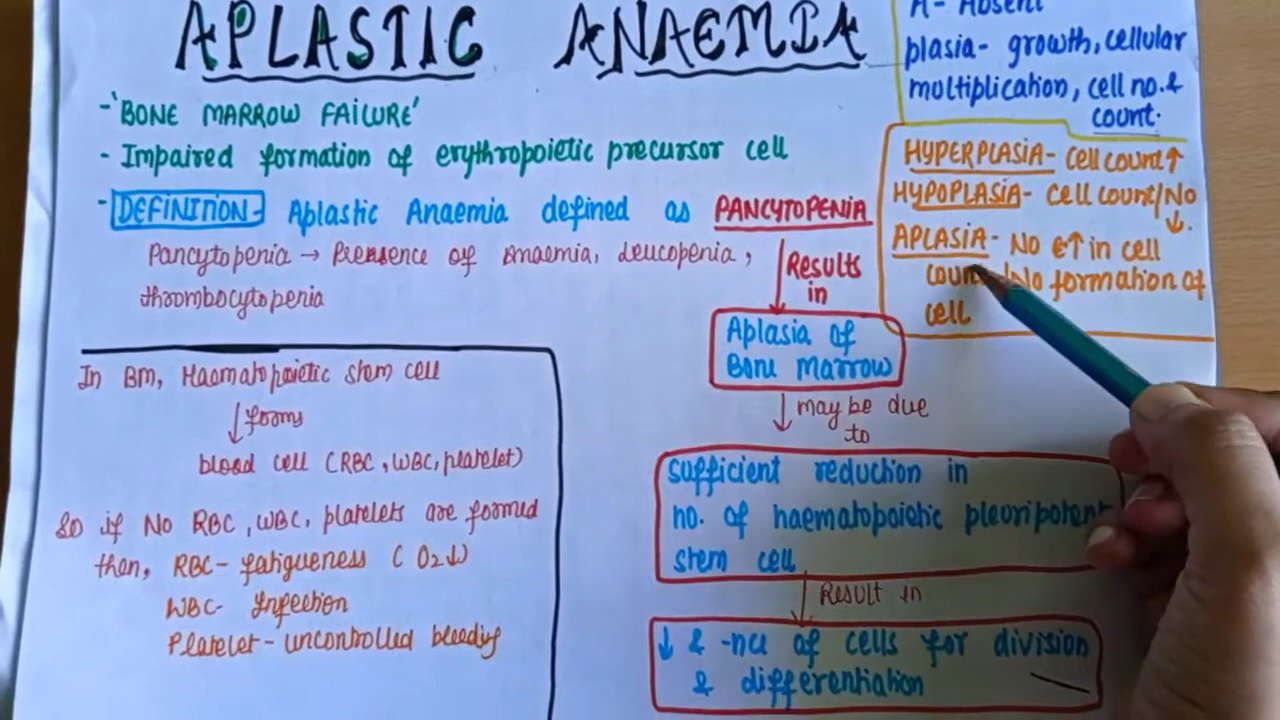 APLASTIC ANAEMIA
- 'BONE MARROW FAILURE'
- Impaired formation of erythropoietic precursor cell
- DEFINITION- Aplastic Anaemia defined as PANCYTOPENIA
Pancytopenia → Presence of Anaemia, Leucopenia,
thrombocytopenia
A- Absent
plasia- growth, cellular
multiplication, cell no. &
count.
HYPERPLASIA- Cell count↑
HYPOPLASIA- Cell count/No
↓.
APLASIA- No ↑ in cell
count/No formation of
cell
↓ Results
in
Aplasia of
Bone Marrow
↓ may be due
to
sufficient reduction in
no. of haematopoietic pleuripotent
stem cell
↓ Result in
↓ & -nce of cells for division
& differentiation
In BM, Haematopoietic stem cell
↓ forms
blood cell (RBC, WBC, platelet)
So if No RBC, WBC, platelets are formed
then, RBC- fatigueness (O2↓)
WBC- Infection
Platelet- uncontrolled bleeding